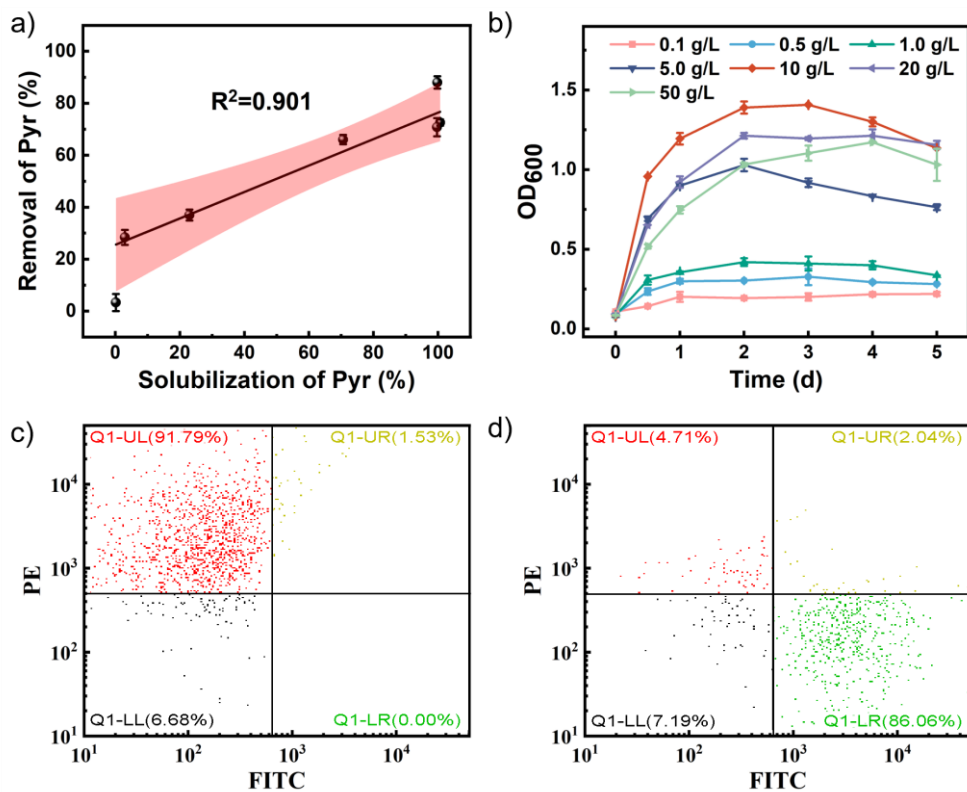 a)
Removal of Pyr (%)
100
80
60
40
20
0
R²=0.901
0 20 40 60 80 100
Solubilization of Pyr (%)
b)
OD600
1.5
1.0
0.5
0.0
0.1 g/L 0.5 g/L 1.0 g/L
5.0 g/L 10 g/L 20 g/L
50 g/L
0 1 2 3 4 5
Time (d)
c)
Q1-UL(91.79%) Q1-UR(1.53%)
PE
10⁴
10³
10²
10¹
Q1-LL(6.68%) Q1-LR(0.00%)
10¹ 10² 10³ 10⁴
FITC
d)
Q1-UL(4.71%) Q1-UR(2.04%)
PE
10⁴
10³
10²
10¹
Q1-LL(7.19%) Q1-LR(86.06%)
10¹ 10² 10³ 10⁴
FITC